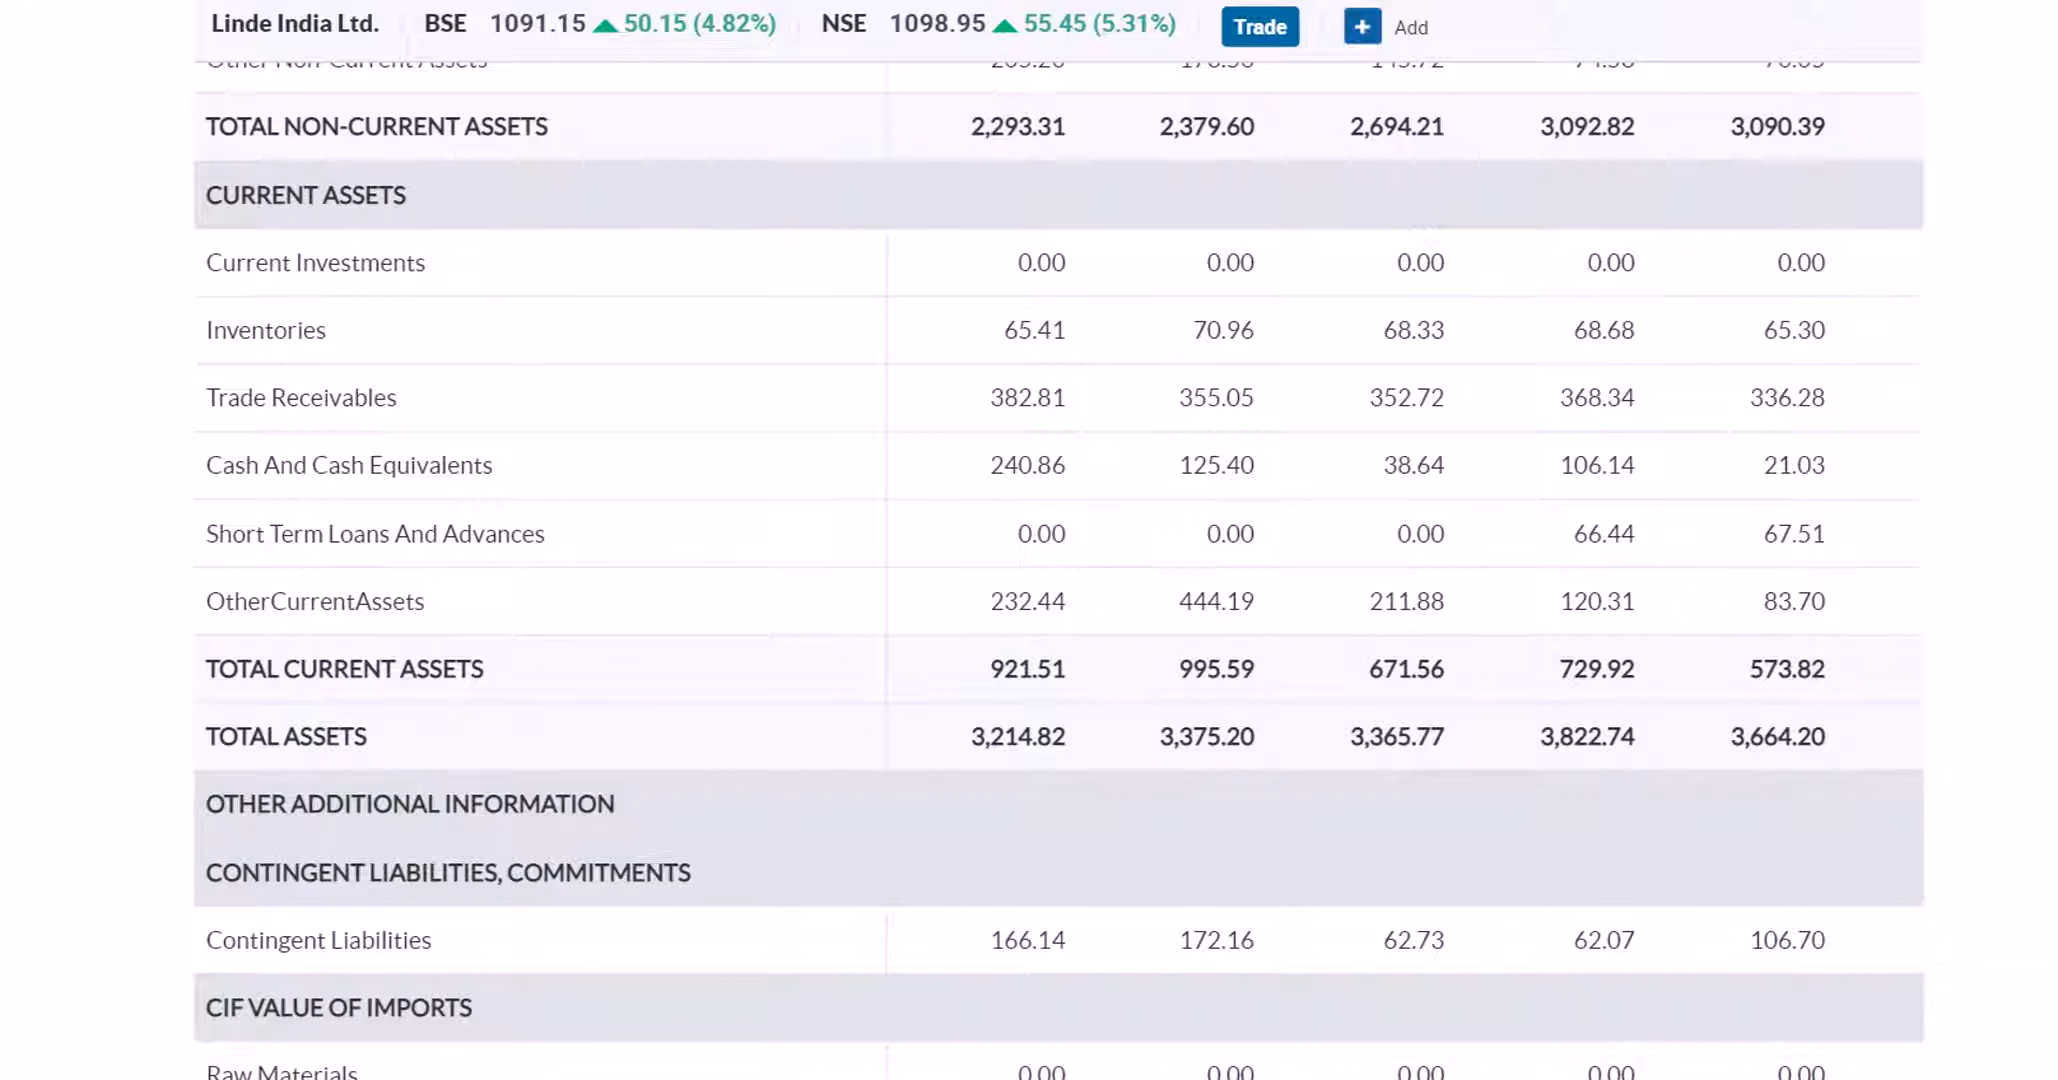 Linde India Ltd. BSE 1091.15 ▲ 50.15 (4.82%) NSE 1098.95 ▲ 55.45 (5.31%) Trade + Add
Other Non-Current Assets
TOTAL NON-CURRENT ASSETS 2,293.31 2,379.60 2,694.21 3,092.82 3,090.39
CURRENT ASSETS
Current Investments 0.00 0.00 0.00 0.00 0.00
Inventories 65.41 70.96 68.33 68.68 65.30
Trade Receivables 382.81 355.05 352.72 368.34 336.28
Cash And Cash Equivalents 240.86 125.40 38.64 106.14 21.03
Short Term Loans And Advances 0.00 0.00 0.00 66.44 67.51
OtherCurrentAssets 232.44 444.19 211.88 120.31 83.70
TOTAL CURRENT ASSETS 921.51 995.59 671.56 729.92 573.82
TOTAL ASSETS 3,214.82 3,375.20 3,365.77 3,822.74 3,664.20
OTHER ADDITIONAL INFORMATION
CONTINGENT LIABILITIES, COMMITMENTS
Contingent Liabilities 166.14 172.16 62.73 62.07 106.70
CIF VALUE OF IMPORTS
Raw Materials 0.00 0.00 0.00 0.00 0.00